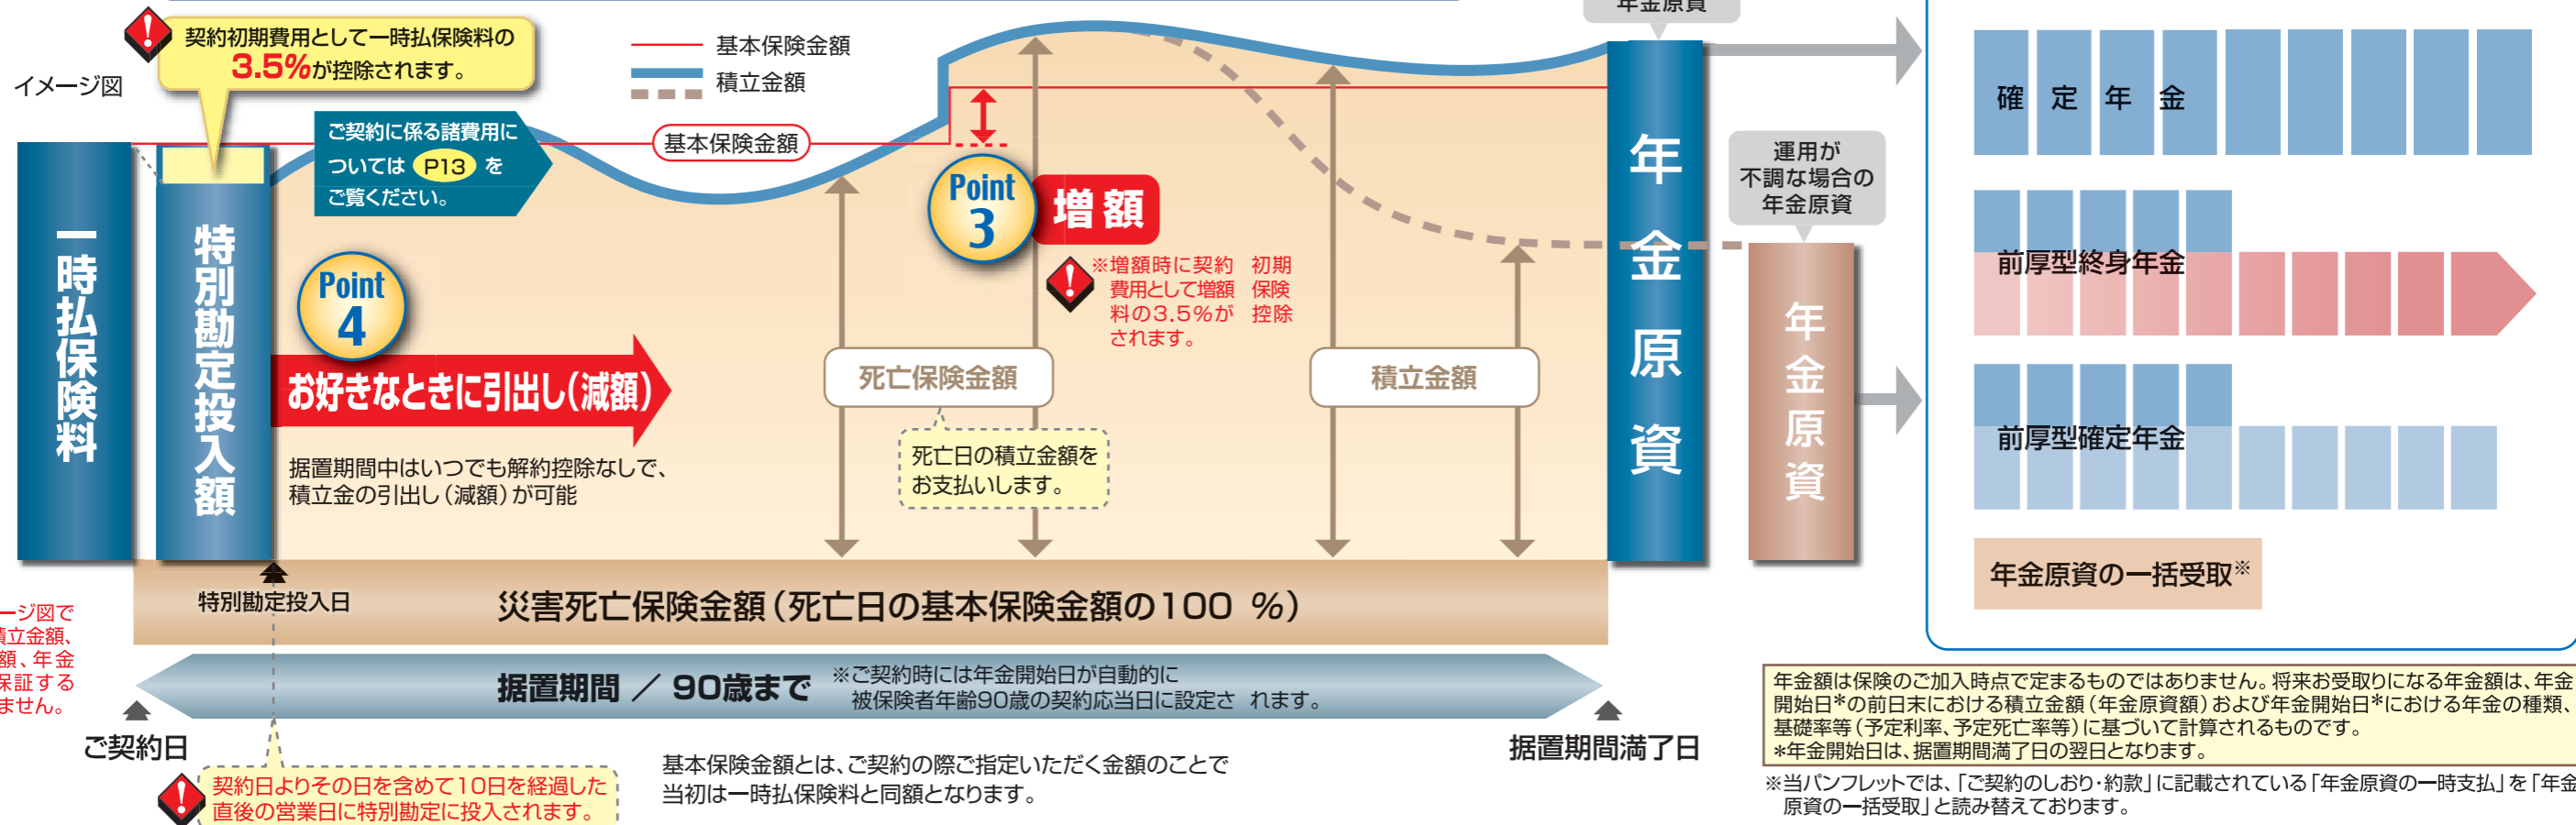 年金原資
契約初期費用として一時払保険料の
3.5%が控除されます。
イメージ図
基本保険金額
積立金額
ご契約に係る諸費用に
ついては P13 を
ご覧ください。
基本保険金額
一時払保険料
特別勘定投入額
Point
4
お好きなときに引出し（減額）
据置期間中はいつでも解約控除なしで、
積立金の引出し（減額）が可能
Point
3
増額
※増額時に契約 初期
費用として増額 保険
料の3.5%が 控除
されます。
死亡保険金額
死亡日の積立金額を
お支払いします。
積立金額
年金原資
運用が
不調な場合の
年金原資
年金原資
確定年金
前厚型終身年金
前厚型確定年金
年金原資の一括受取※
特別勘定投入日
災害死亡保険金額（死亡日の基本保険金額の100 %）
ージ図で
積立金額、
額、年金
保証する
ません。
据置期間 ／ 90歳まで
※ご契約時には年金開始日が自動的に
被保険者年齢90歳の契約応当日に設定さ れます。
ご契約日
据置期間満了日
契約日よりその日を含めて10日を経過した
直後の営業日に特別勘定に投入されます。
基本保険金額とは、ご契約の際ご指定いただく金額のことで
当初は一時払保険料と同額となります。
年金額は保険のご加入時点で定まるものではありません。将来お受取りになる年金額は、年金
開始日*の前日末における積立金額（年金原資額）および年金開始日*における年金の種類、
基礎率等（予定利率、予定死亡率等）に基づいて計算されるものです。
*年金開始日は、据置期間満了日の翌日となります。
※当パンフレットでは、「ご契約のしおり・約款」に記載されている「年金原資の一時支払」を「年金
原資の一括受取」と読み替えております。